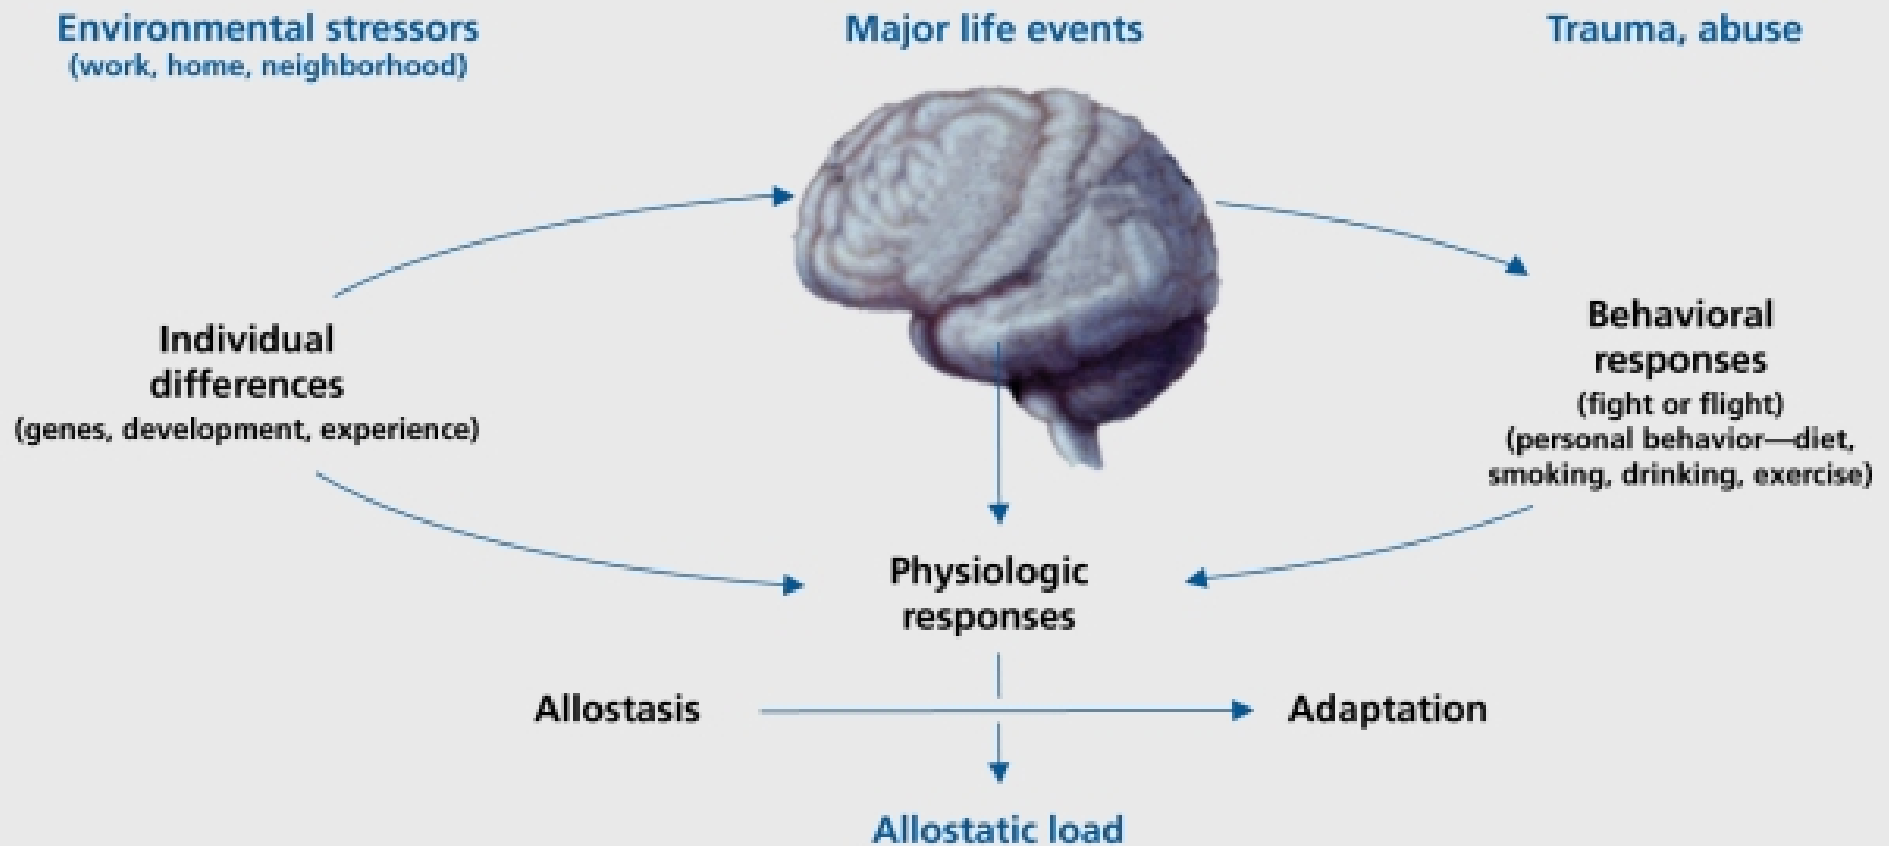 Environmental stressors
(work, home, neighborhood)
Major life events
Trauma, abuse
Individual
differences
(genes, development, experience)
Behavioral
responses
(fight or flight)
(personal behavior—diet,
smoking, drinking, exercise)
Physiologic
responses
Allostasis
Adaptation
Allostatic load